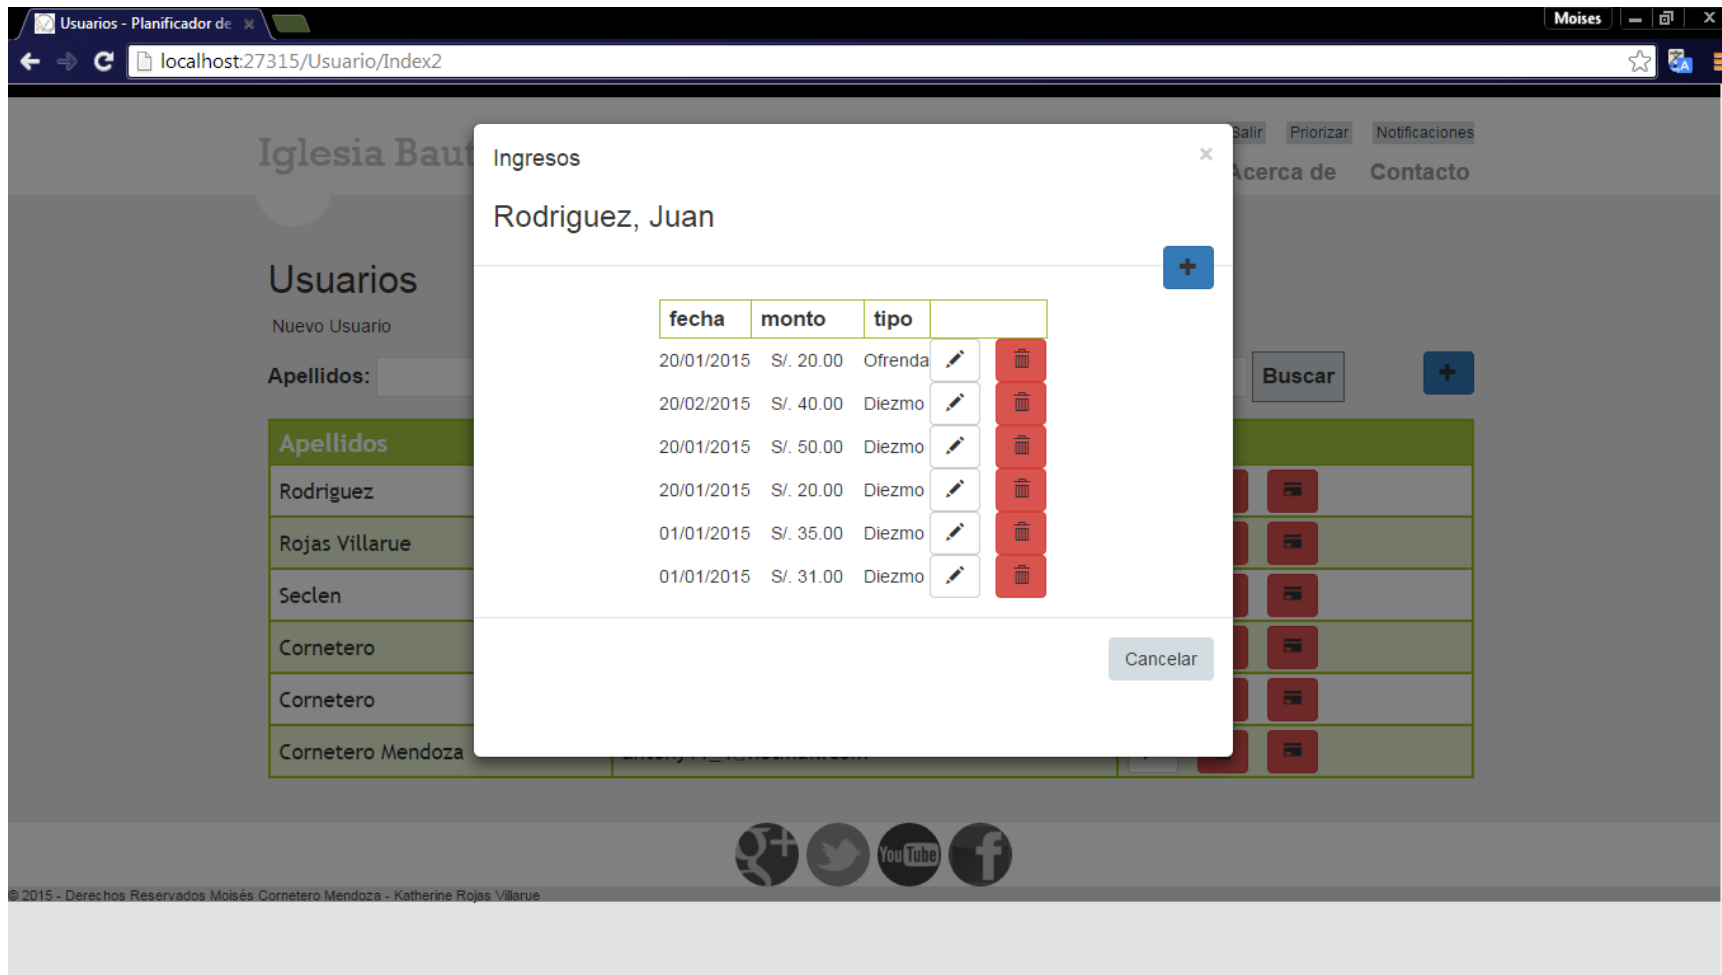 Usuarios - Planificador de
Moises
localhost:27315/Usuario/Index2
Iglesia Baut
Salir Priorizar Notificaciones
Acerca de Contacto
Ingresos
Rodriguez, Juan
Usuarios
Nuevo Usuario
Apellidos:
Buscar
fecha monto tipo
20/01/2015 S/. 20.00 Ofrenda
20/02/2015 S/. 40.00 Diezmo
20/01/2015 S/. 50.00 Diezmo
20/01/2015 S/. 20.00 Diezmo
01/01/2015 S/. 35.00 Diezmo
01/01/2015 S/. 31.00 Diezmo
Cancelar
Apellidos
Rodriguez
Rojas Villarue
Seclen
Cornetero
Cornetero
Cornetero Mendoza
You Tube
© 2015 - Derechos Reservados Moisés Cornetero Mendoza - Katherine Rojas Villarue